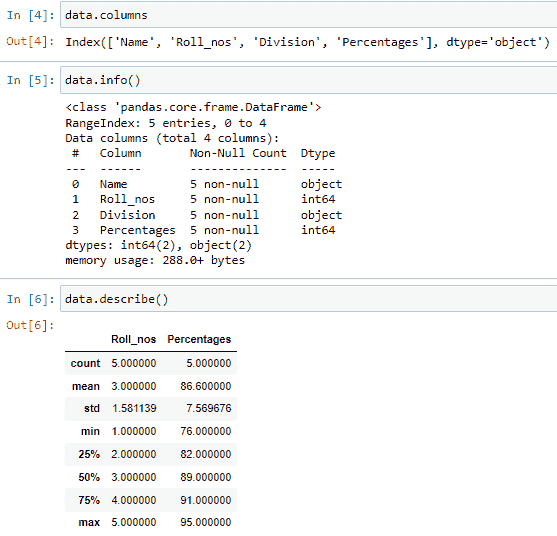 In [4]: data.columns
Out[4]: Index(['Name', 'Roll_nos', 'Division', 'Percentages'], dtype='object')
In [5]: data.info()
<class 'pandas.core.frame.DataFrame'>
RangeIndex: 5 entries, 0 to 4
Data columns (total 4 columns):
 #   Column       Non-Null Count  Dtype
---  ------       --------------  -----
 0   Name         5 non-null      object
 1   Roll_nos     5 non-null      int64
 2   Division     5 non-null      object
 3   Percentages  5 non-null      int64
dtypes: int64(2), object(2)
memory usage: 288.0+ bytes
In [6]: data.describe()
Out[6]:
Roll_nos Percentages
count 5.000000 5.000000
mean 3.000000 86.600000
std 1.581139 7.569676
min 1.000000 76.000000
25% 2.000000 82.000000
50% 3.000000 89.000000
75% 4.000000 91.000000
max 5.000000 95.000000